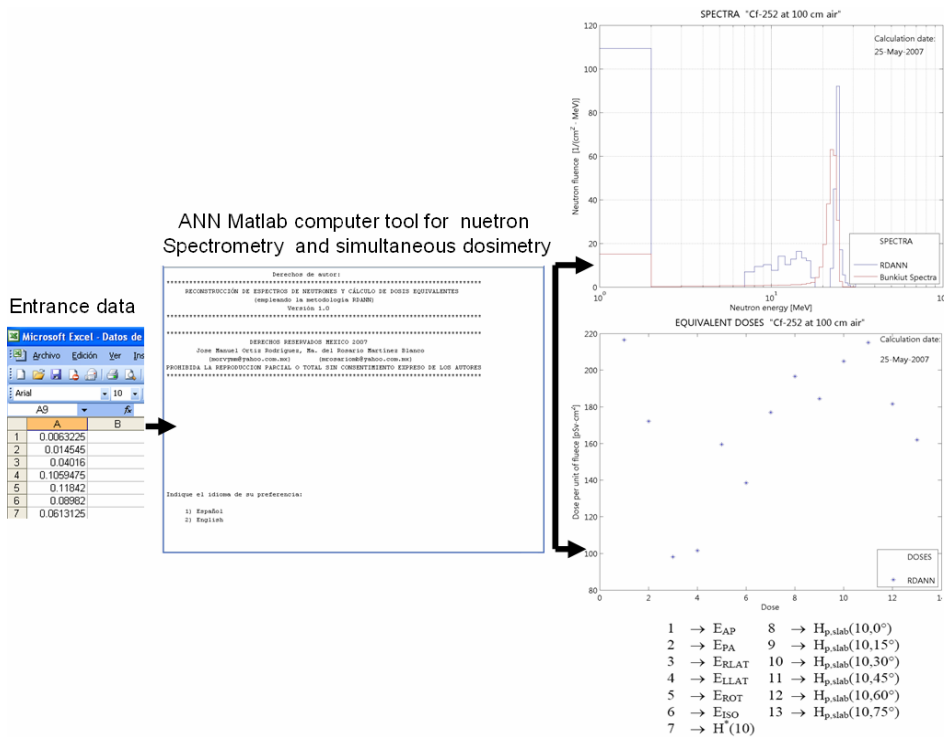 Entrance data
Microsoft Excel - Datos de
Archivo Edición Ver Ins
Arial 10
A9 fx
A B
1 0.0063225
2 0.014545
3 0.04016
4 0.1059475
5 0.11842
6 0.08982
7 0.0613125
ANN Matlab computer tool for nuetron
Spectrometry and simultaneous dosimetry
Derechos de autor:
********************************************************************************
RECONSTRUCCIÓN DE ESPECTROS DE NEUTRONES Y CÁLCULO DE DOSIS EQUIVALENTES
(empleando la metodología RDANN)
Versión 1.0
********************************************************************************
********************************************************************************
DERECHOS RESERVADOS MEXICO 2007
Jose Manuel Ortiz Rodriguez, Ma. del Rosario Martinez Blanco
(morvymm@yahoo.com.mx) (mrosariomb@yahoo.com.mx)
PROHIBIDA LA REPRODUCCION PARCIAL O TOTAL SIN CONSENTIMIENTO EXPRESO DE LOS AUTORES
********************************************************************************
Indique el idioma de su preferencia:
1) Español
2) English
SPECTRA "Cf-252 at 100 cm air"
Calculation date:
25-May-2007
Neutron fluence [1/(cm² · MeV)]
120
100
80
60
40
20
0
SPECTRA
RDANN
Bunkiut Spectra
10⁰ 10¹ 10²
Neutron energy [MeV]
EQUIVALENT DOSES "Cf-252 at 100 cm air"
Calculation date:
25-May-2007
Dose per unit of fluece [pSv·cm²]
220
200
180
160
140
120
100
80
DOSES
RDANN
0 2 4 6 8 10 12 14
Dose
1 → E_AP 8 → H_p,slab(10,0°)
2 → E_PA 9 → H_p,slab(10,15°)
3 → E_RLAT 10 → H_p,slab(10,30°)
4 → E_LLAT 11 → H_p,slab(10,45°)
5 → E_ROT 12 → H_p,slab(10,60°)
6 → E_ISO 13 → H_p,slab(10,75°)
7 → H*(10)